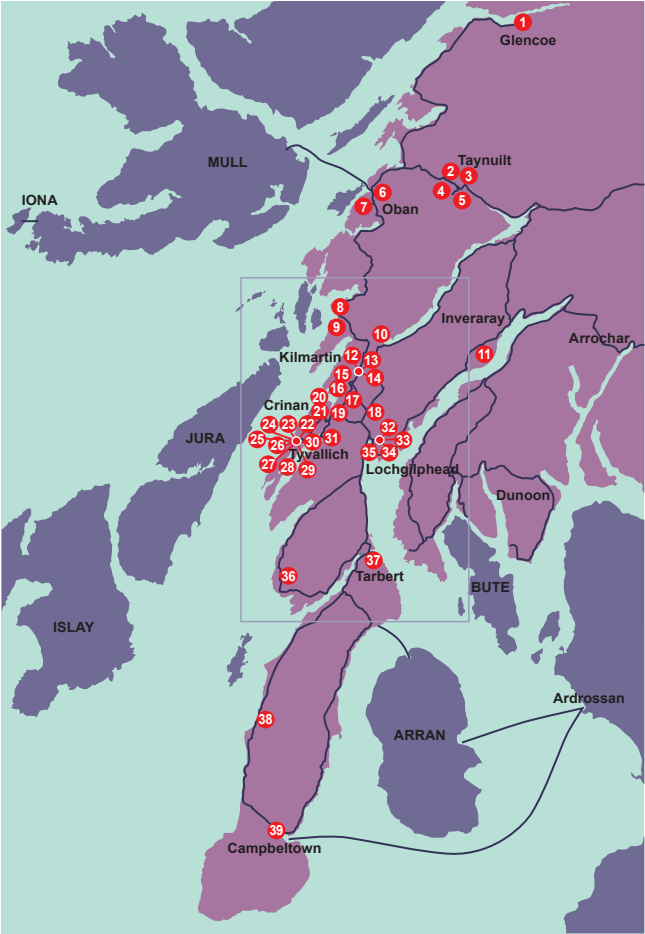 1
Glencoe
Taynuilt
2
3
MULL
4
5
6
IONA
7
Oban
8
Inveraray
9
10
Arrochar
Kilmartin
12
13
11
15
14
16
20
17
Crinan
21
19
18
24
23
22
32
JURA
25
26
30
31
33
Tyvallich
35
34
27
28
29
Lochgilphead
Dunoon
37
36
Tarbert
BUTE
ISLAY
Ardrossan
38
ARRAN
39
Campbeltown